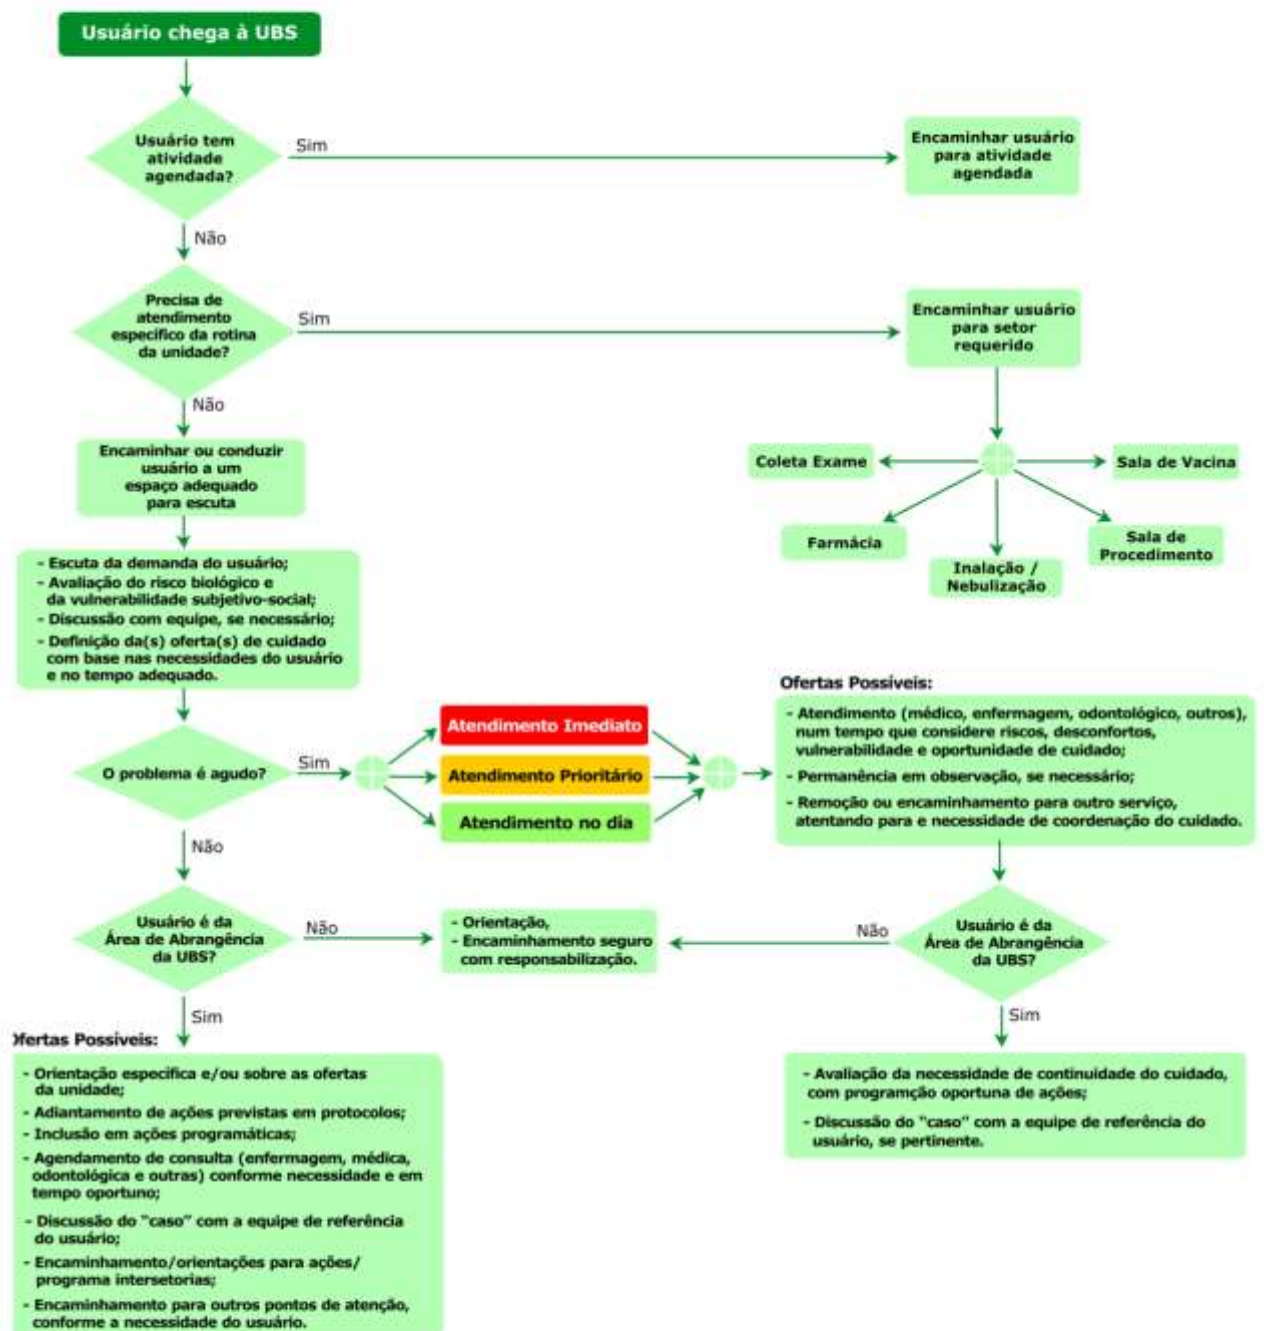 Usuário chega à UBS
Usuário tem
atividade
agendada?
Sim
Encaminhar usuário
para atividade
agendada
Não
Precisa de
atendimento
específico da rotina
da unidade?
Sim
Encaminhar usuário
para setor
requerido
Não
Encaminhar ou conduzir
usuário a um
espaço adequado
para escuta
Coleta Exame
Sala de Vacina
Farmácia
Inalação /
Nebulização
Sala de
Procedimento
- Escuta da demanda do usuário;
- Avaliação do risco biológico e
da vulnerabilidade subjetivo-social;
- Discussão com equipe, se necessário;
- Definição da(s) oferta(s) de cuidado
com base nas necessidades do usuário
e no tempo adequado.
O problema é agudo?
Sim
Atendimento Imediato
Atendimento Prioritário
Atendimento no dia
Ofertas Possíveis:
- Atendimento (médico, enfermagem, odontológico, outros),
num tempo que considere riscos, desconfortos,
vulnerabilidade e oportunidade de cuidado;
- Permanência em observação, se necessário;
- Remoção ou encaminhamento para outro serviço,
atentando para e necessidade de coordenação do cuidado.
Não
Usuário é da
Área de Abrangência
da UBS?
Não
- Orientação,
- Encaminhamento seguro
com responsabilização.
Não
Usuário é da
Área de Abrangência
da UBS?
Sim
Ofertas Possíveis:
- Orientação específica e/ou sobre as ofertas
da unidade;
- Adiantamento de ações previstas em protocolos;
- Inclusão em ações programáticas;
- Agendamento de consulta (enfermagem, médica,
odontológica e outras) conforme necessidade e em
tempo oportuno;
- Discussão do "caso" com a equipe de referência
do usuário;
- Encaminhamento/orientações para ações/
programa intersetorias;
- Encaminhamento para outros pontos de atenção,
conforme a necessidade do usuário.
Sim
- Avaliação da necessidade de continuidade do cuidado,
com programção oportuna de ações;
- Discussão do "caso" com a equipe de referência do
usuário, se pertinente.